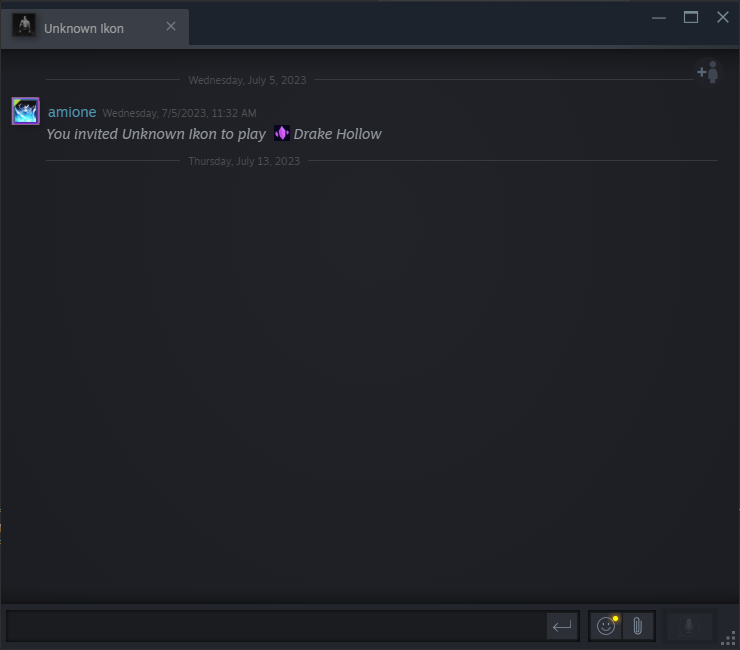 Unknown Ikon
Wednesday, July 5, 2023
amione Wednesday, 7/5/2023, 11:32 AM
You invited Unknown Ikon to play Drake Hollow
Thursday, July 13, 2023